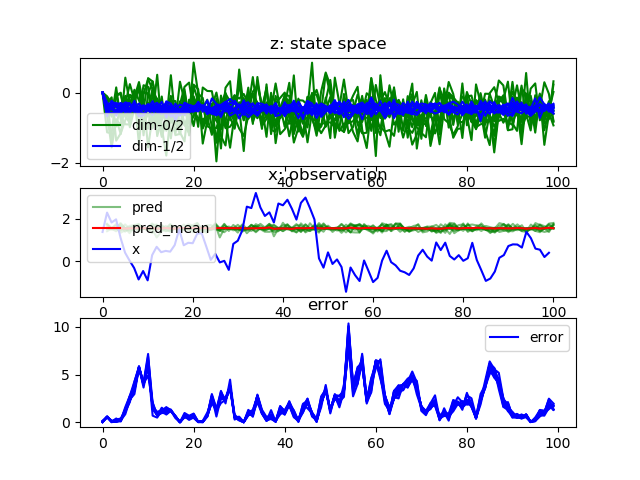 z: state space
0
−2
dim-0/2
dim-1/2
0
20
40
60
80
100
x: observation
2
0
pred
pred_mean
x
0
20
40
60
80
100
error
10
5
0
error
0
20
40
60
80
100